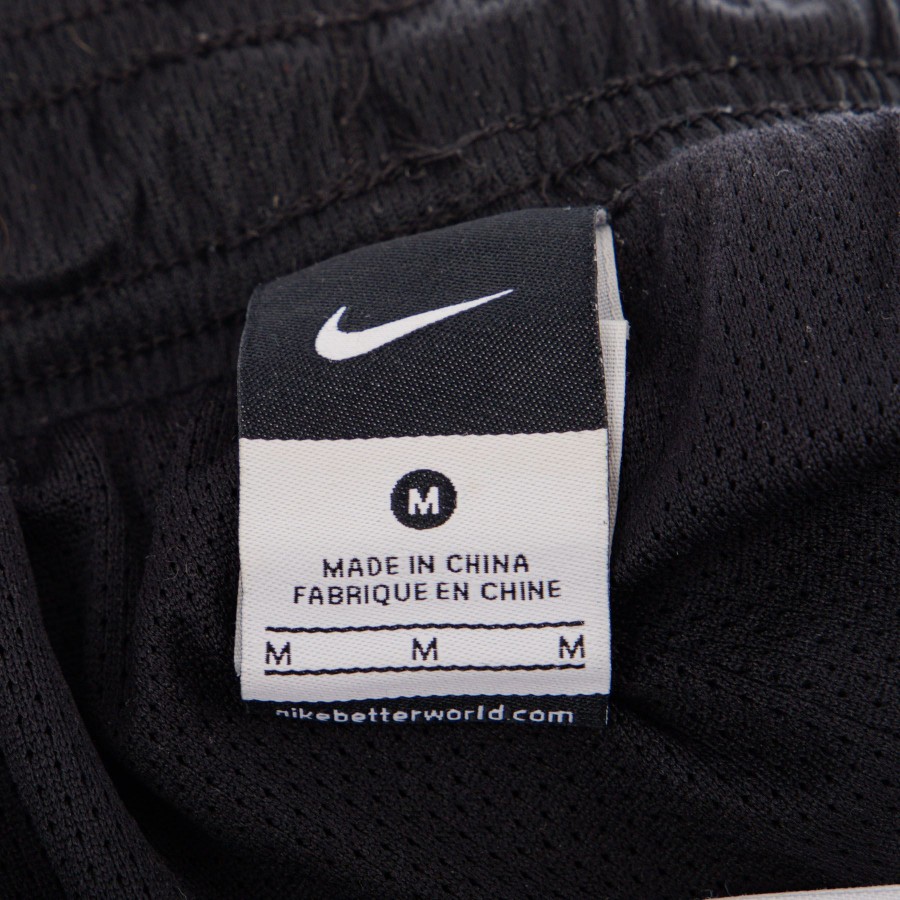 M
MADE IN CHINA
FABRIQUE EN CHINE
M M M
nikebetterworld.com